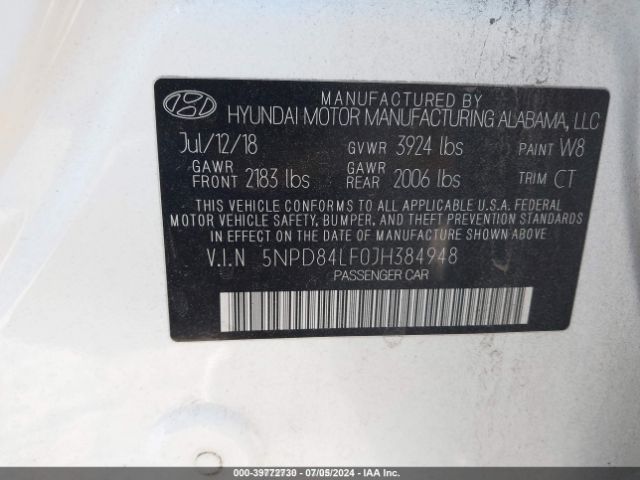 MANUFACTURED BY
HYUNDAI MOTOR MANUFACTURING ALABAMA, LLC
Jul/12/18 GVWR 3924 lbs PAINT W8
GAWR FRONT 2183 lbs GAWR REAR 2006 lbs TRIM CT
THIS VEHICLE CONFORMS TO ALL APPLICABLE U.S.A. FEDERAL
MOTOR VEHICLE SAFETY, BUMPER, AND THEFT PREVENTION STANDARDS
IN EFFECT ON THE DATE OF MANUFACTURE SHOWN ABOVE.
V.I.N 5NPD84LF0JH384948
PASSENGER CAR
000-39772730 - 07/05/2024 - IAA Inc.